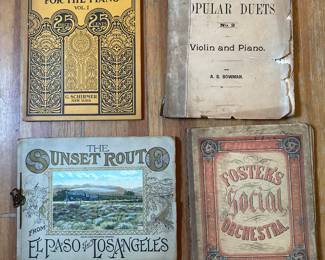 FOR THE PIANO
VOL. I
25
25
G. SCHIRMER
NEW YORK
OPULAR DUETS
No. 2
Violin and Piano.
A. S. BOWMAN.
THE
SUNSET ROUTE
FROM
EL PASO to LOS ANGELES
FOSTER'S
Social
ORCHESTRA